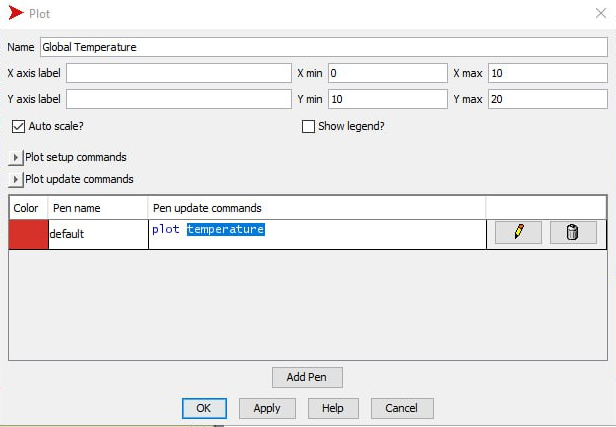 Plot
Name Global Temperature
X axis label X min 0 X max 10
Y axis label Y min 10 Y max 20
Auto scale? Show legend?
Plot setup commands
Plot update commands
Color Pen name Pen update commands
default plot temperature
Add Pen
OK Apply Help Cancel